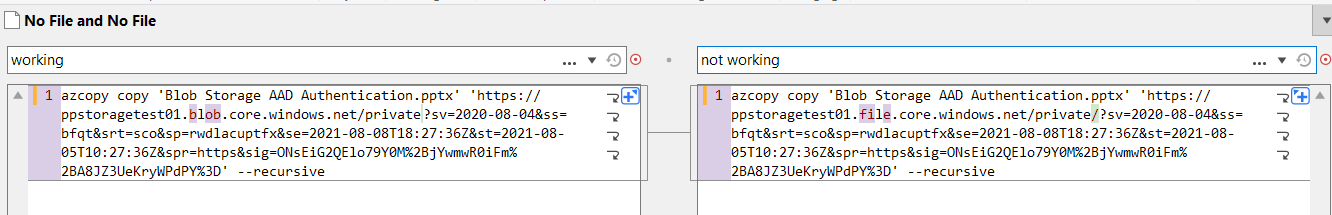 No File and No File
working
not working
1 azcopy copy 'Blob Storage AAD Authentication.pptx' 'https://
ppstoragetest01.blob.core.windows.net/private?sv=2020-08-04&ss=
bfqt&srt=sco&sp=rwdlacuptfx&se=2021-08-08T18:27:36Z&st=2021-08-
05T10:27:36Z&spr=https&sig=ONsEiG2QElo79Y0M%2BjYwmwR0iFm%
2BA8JZ3UeKryWPdPY%3D' --recursive
1 azcopy copy 'Blob Storage AAD Authentication.pptx' 'https://
ppstoragetest01.file.core.windows.net/private/?sv=2020-08-04&ss=
bfqt&srt=sco&sp=rwdlacuptfx&se=2021-08-08T18:27:36Z&st=2021-08-
05T10:27:36Z&spr=https&sig=ONsEiG2QElo79Y0M%2BjYwmwR0iFm%
2BA8JZ3UeKryWPdPY%3D' --recursive